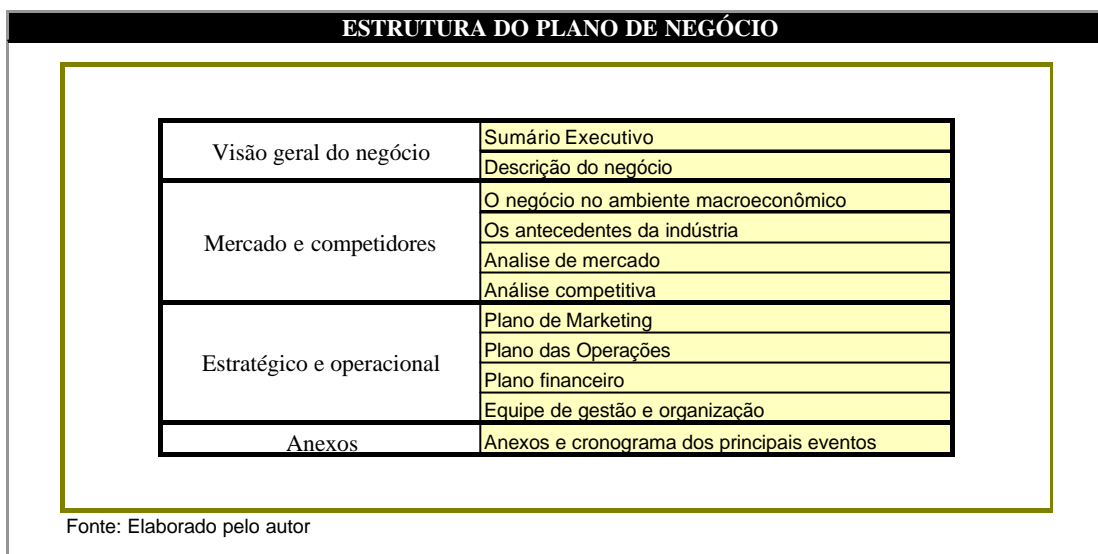 ESTRUTURA DO PLANO DE NEGÓCIO
Visão geral do negócio
Sumário Executivo
Descrição do negócio
Mercado e competidores
O negócio no ambiente macroeconômico
Os antecedentes da indústria
Analise de mercado
Análise competitiva
Estratégico e operacional
Plano de Marketing
Plano das Operações
Plano financeiro
Equipe de gestão e organização
Anexos
Anexos e cronograma dos principais eventos
Fonte: Elaborado pelo autor